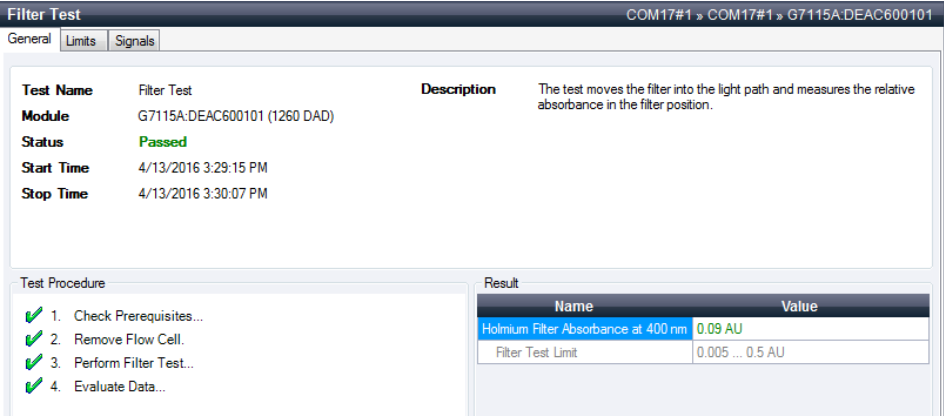 Filter Test COM17#1 » COM17#1 » G7115A:DEAC600101
General Limits Signals
Test Name Filter Test Description The test moves the filter into the light path and measures the relative
absorbance in the filter position.
Module G7115A:DEAC600101 (1260 DAD)
Status Passed
Start Time 4/13/2016 3:29:15 PM
Stop Time 4/13/2016 3:30:07 PM
Test Procedure
1. Check Prerequisites...
2. Remove Flow Cell.
3. Perform Filter Test...
4. Evaluate Data...
Result
Name Value
Holmium Filter Absorbance at 400 nm 0.09 AU
Filter Test Limit 0.005 ... 0.5 AU